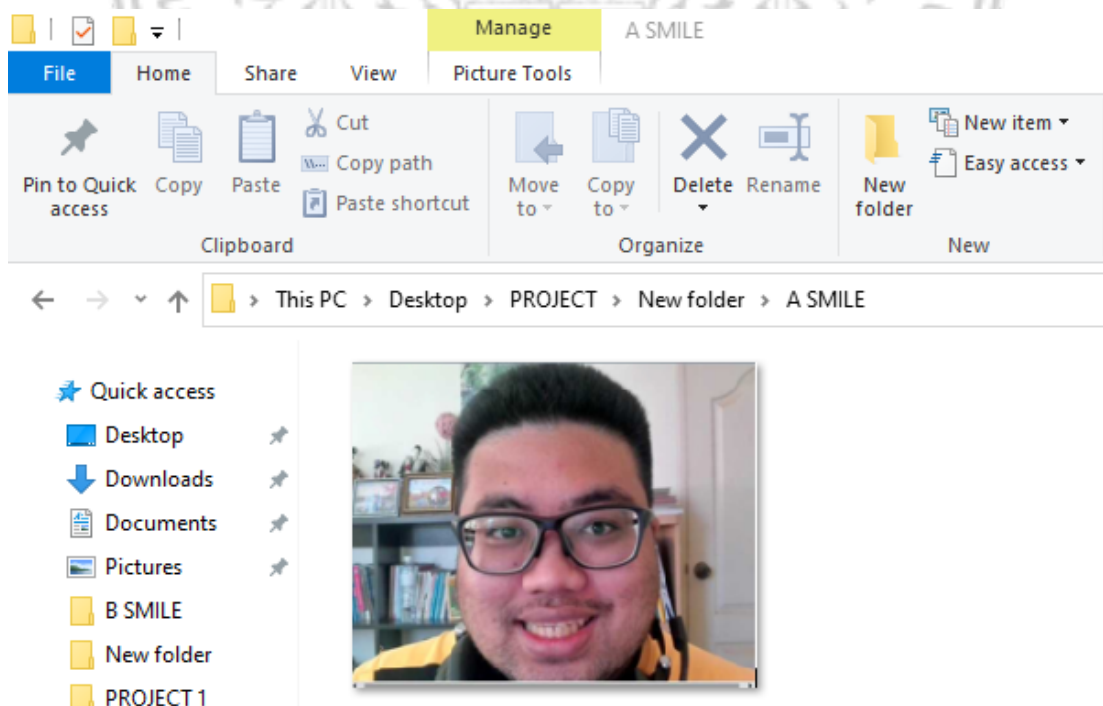 Manage A SMILE
File Home Share View Picture Tools
Pin to Quick access
Copy
Paste
Cut
Copy path
Paste shortcut
Move to
Copy to
Delete
Rename
New folder
New item
Easy access
Clipboard Organize New
This PC > Desktop > PROJECT > New folder > A SMILE
Quick access
Desktop
Downloads
Documents
Pictures
B SMILE
New folder
PROJECT 1